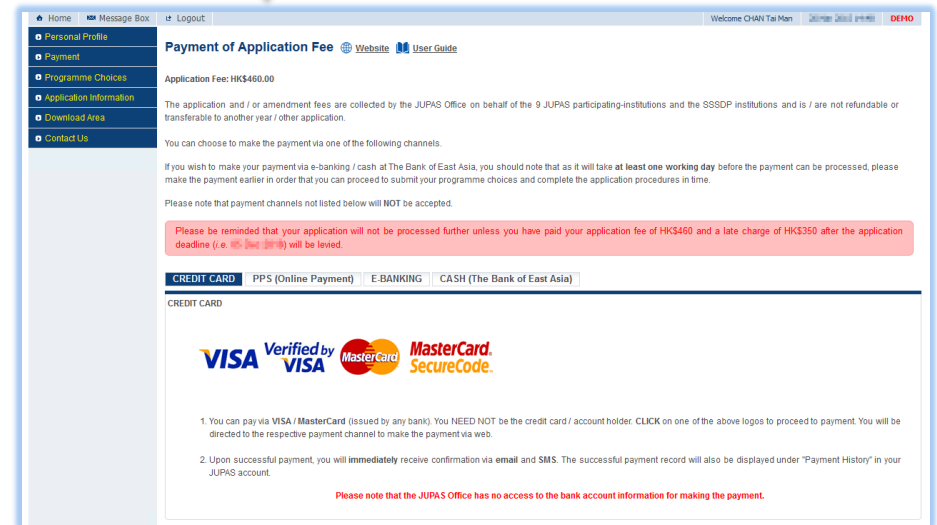 Home Message Box Logout Welcome CHAN Tai Man DEMO
Personal Profile
Payment
Programme Choices
Application Information
Download Area
Contact Us
Payment of Application Fee Website User Guide
Application Fee: HK$460.00
The application and / or amendment fees are collected by the JUPAS Office on behalf of the 9 JUPAS participating-institutions and the SSSDP institutions and is / are not refundable or
transferable to another year / other application.
You can choose to make the payment via one of the following channels.
If you wish to make your payment via e-banking / cash at The Bank of East Asia, you should note that as it will take at least one working day before the payment can be processed, please
make the payment earlier in order that you can proceed to submit your programme choices and complete the application procedures in time.
Please note that payment channels not listed below will NOT be accepted.
Please be reminded that your application will not be processed further unless you have paid your application fee of HK$460 and a late charge of HK$350 after the application
deadline (i.e. ) will be levied.
CREDIT CARD PPS (Online Payment) E-BANKING CASH (The Bank of East Asia)
CREDIT CARD
VISA Verified by VISA MasterCard MasterCard. SecureCode.
1. You can pay via VISA / MasterCard (issued by any bank). You NEED NOT be the credit card / account holder. CLICK on one of the above logos to proceed to payment. You will be
directed to the respective payment channel to make the payment via web.
2. Upon successful payment, you will immediately receive confirmation via email and SMS. The successful payment record will also be displayed under "Payment History" in your
JUPAS account.
Please note that the JUPAS Office has no access to the bank account information for making the payment.